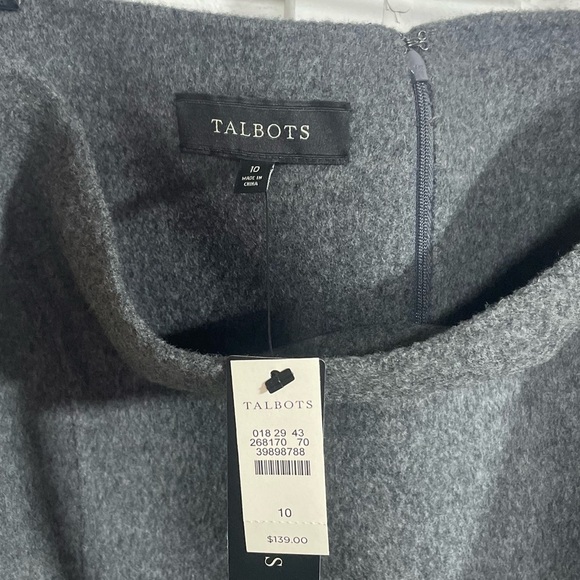 TALBOTS
10
MADE IN
CHINA
TALBOTS
018 29 43
268170 70
39898788
10
$139.00
S